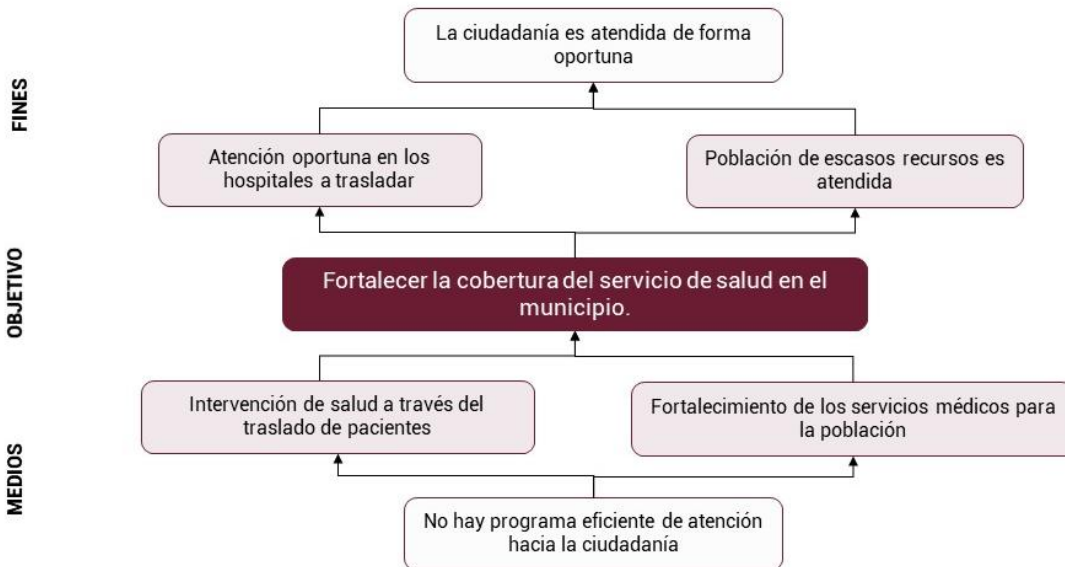 FINES
La ciudadanía es atendida de forma
oportuna
Atención oportuna en los
hospitales a trasladar
Población de escasos recursos es
atendida
OBJETIVO
Fortalecer la cobertura del servicio de salud en el
municipio.
MEDIOS
Intervención de salud a través del
traslado de pacientes
Fortalecimiento de los servicios médicos para
la población
No hay programa eficiente de atención
hacia la ciudadanía